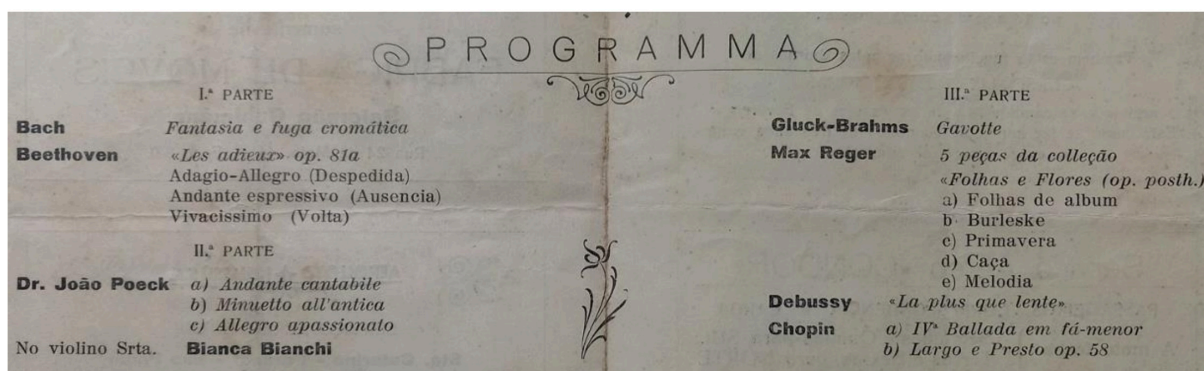 PROGRAMMA
I.ª PARTE
Bach Fantasia e fuga cromática
Beethoven «Les adieux» op. 81a
Adagio-Allegro (Despedida)
Andante espressivo (Ausencia)
Vivacissimo (Volta)
II.ª PARTE
Dr. João Poeck a) Andante cantabile
b) Minuetto all'antica
c) Allegro apassionato
No violino Srta. Bianca Bianchi
III.ª PARTE
Gluck-Brahms Gavotte
Max Reger 5 peças da colleção
«Folhas e Flores (op. posth.)
a) Folhas de album
b Burleske
c) Primavera
d) Caça
e) Melodia
Debussy «La plus que lente»
Chopin a) IVª Ballada em fá-menor
b) Largo e Presto op. 58